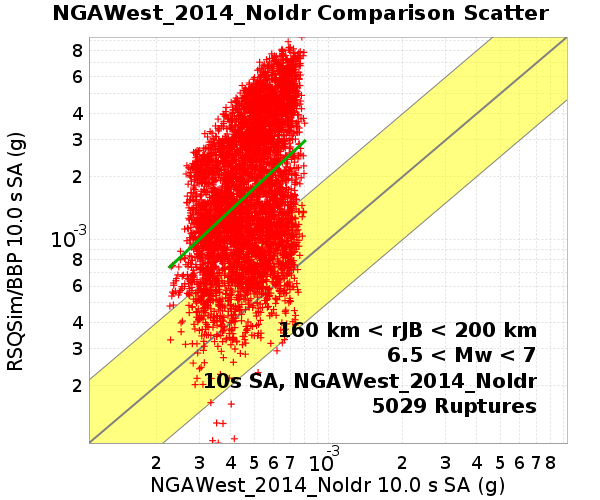 NGAWest_2014_NoIdr Comparison Scatter
8
6
4
3
2
10-3
8
6
4
3
2
RSQSim/BBP 10.0 s SA (g)
160 km < rJB < 200 km
6.5 < Mw < 7
10s SA, NGAWest_2014_NoIdr
5029 Ruptures
2 3 4 5 6 7 10-3 2 3 4 5 6 7 8
NGAWest_2014_NoIdr 10.0 s SA (g)